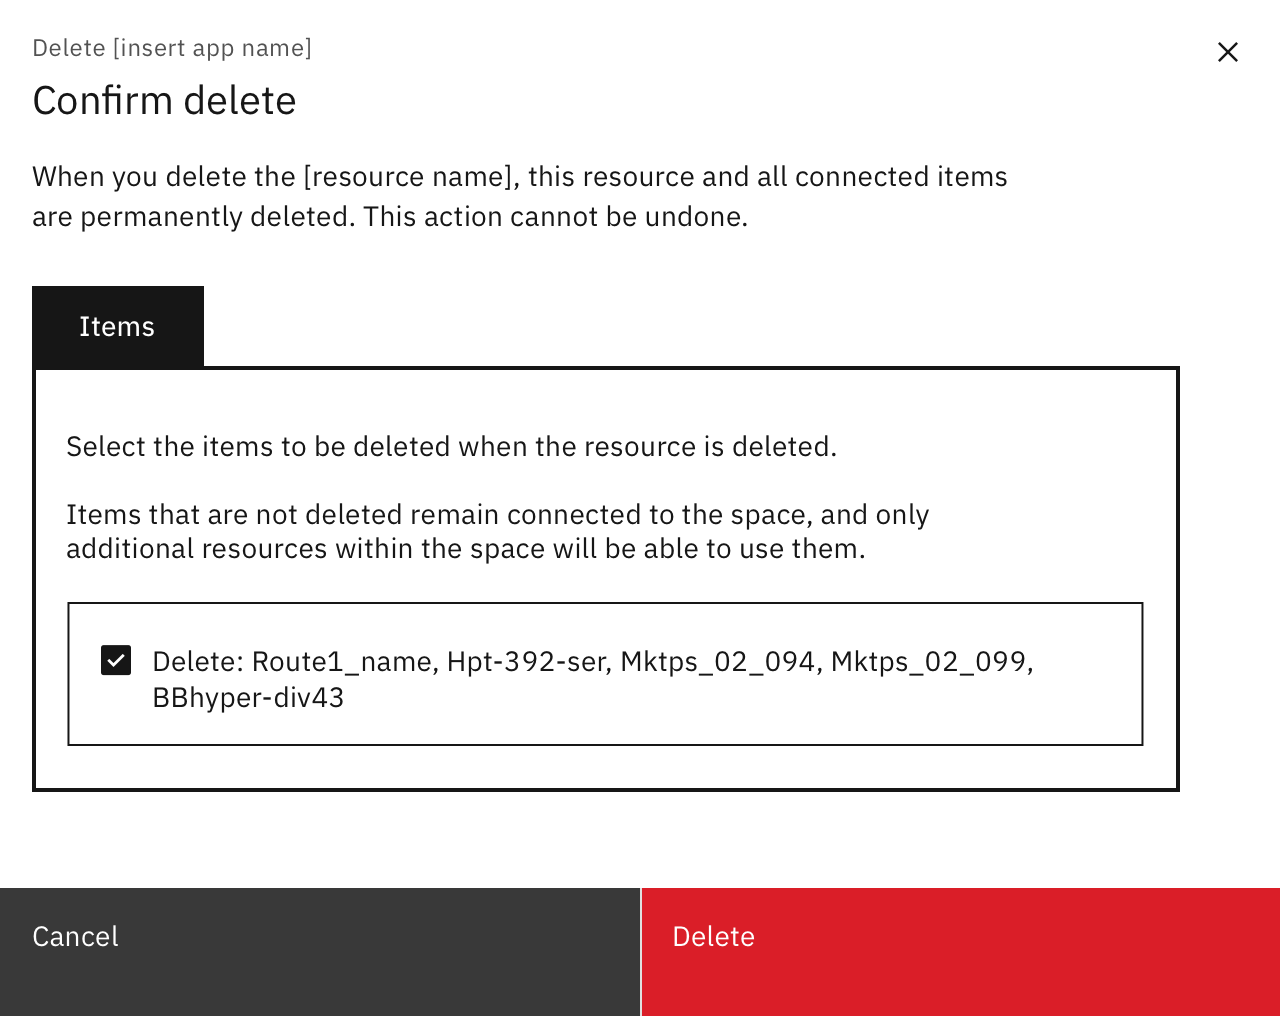 Delete [insert app name]
Confirm delete
When you delete the [resource name], this resource and all connected items
are permanently deleted. This action cannot be undone.
Items
Select the items to be deleted when the resource is deleted.
Items that are not deleted remain connected to the space, and only
additional resources within the space will be able to use them.
Delete: Route1_name, Hpt-392-ser, Mktps_02_094, Mktps_02_099,
BBhyper-div43
Cancel
Delete